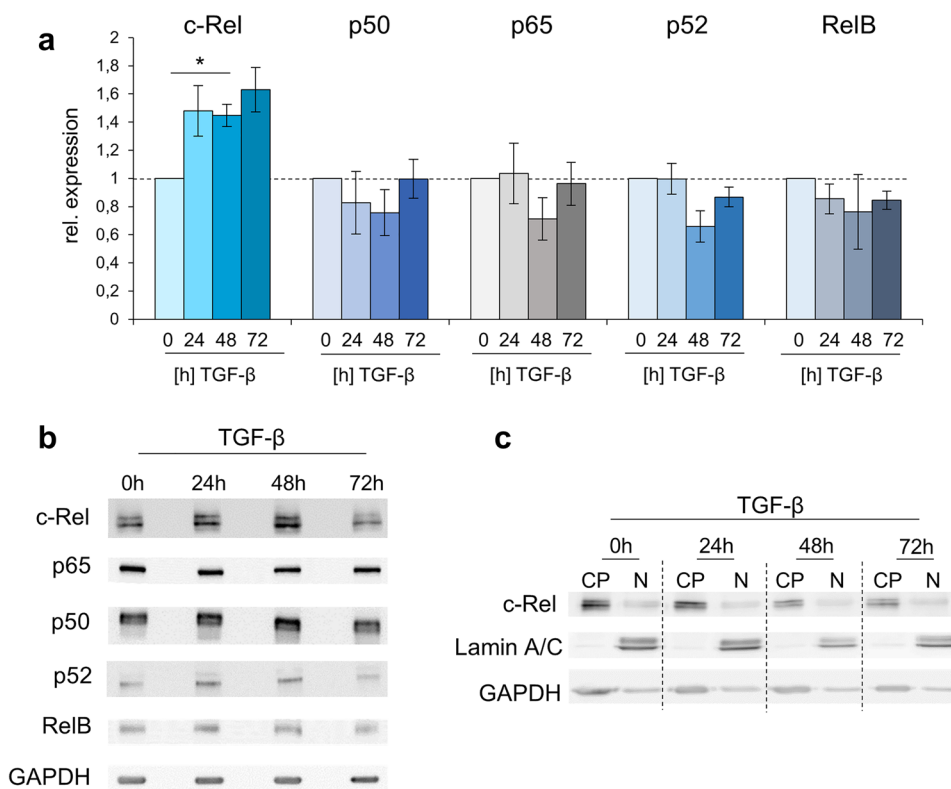 a
c-Rel p50 p65 p52 RelB
rel. expression
2
1,8
1,6
1,4
1,2
1
0,8
0,6
0,4
0,2
0
*
0 24 48 72 0 24 48 72 0 24 48 72 0 24 48 72 0 24 48 72
[h] TGF-β [h] TGF-β [h] TGF-β [h] TGF-β [h] TGF-β
b
TGF-β
0h 24h 48h 72h
c-Rel
p65
p50
p52
RelB
GAPDH
c
TGF-β
0h 24h 48h 72h
CP N CP N CP N CP N
c-Rel
Lamin A/C
GAPDH